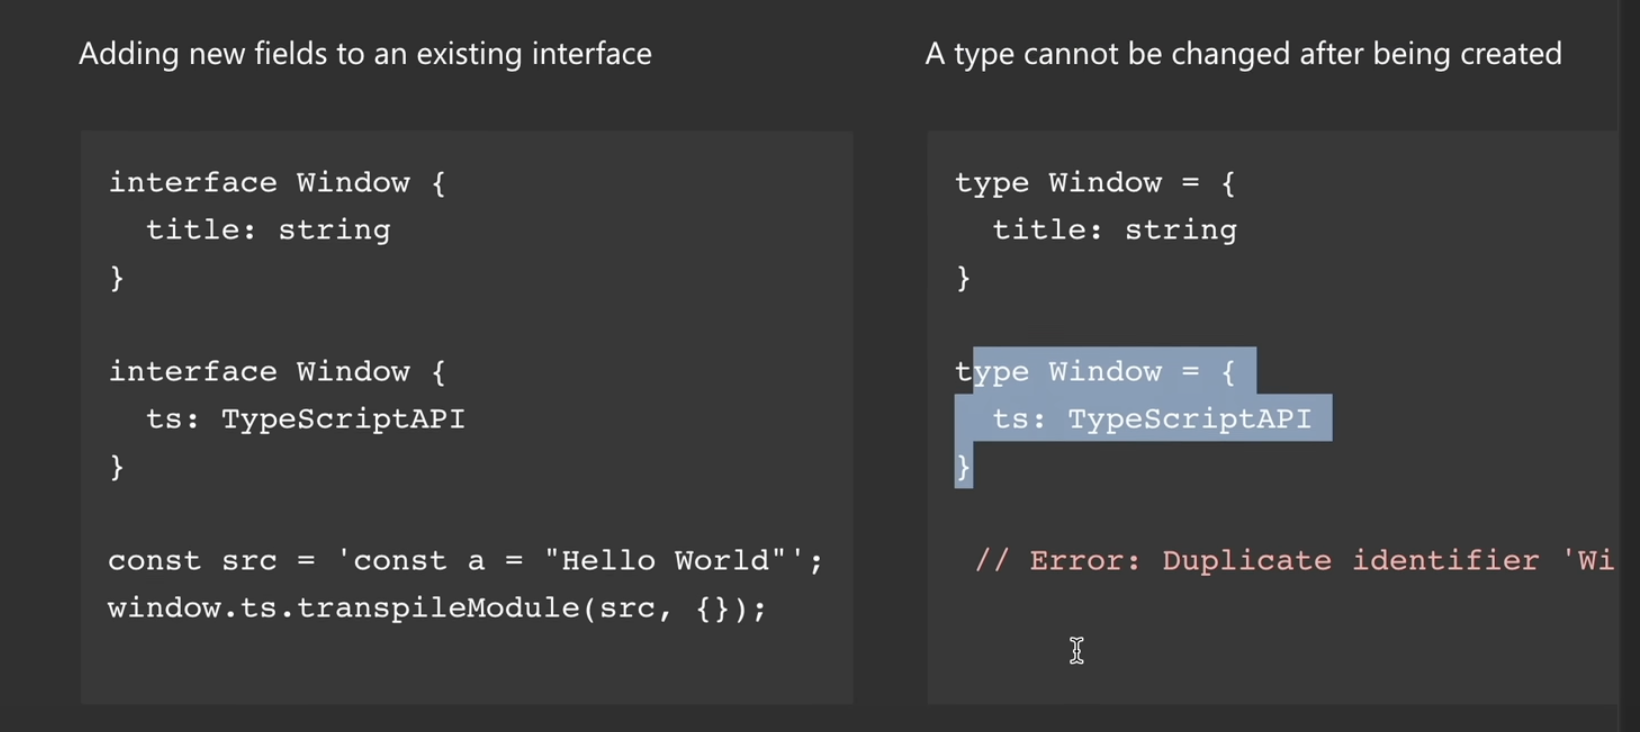 Adding new fields to an existing interface
interface Window {
  title: string
}
interface Window {
  ts: TypeScriptAPI
}
const src = 'const a = "Hello World"';
window.ts.transpileModule(src, {});
A type cannot be changed after being created
type Window = {
  title: string
}
type Window = {
  ts: TypeScriptAPI
}
// Error: Duplicate identifier 'Wi